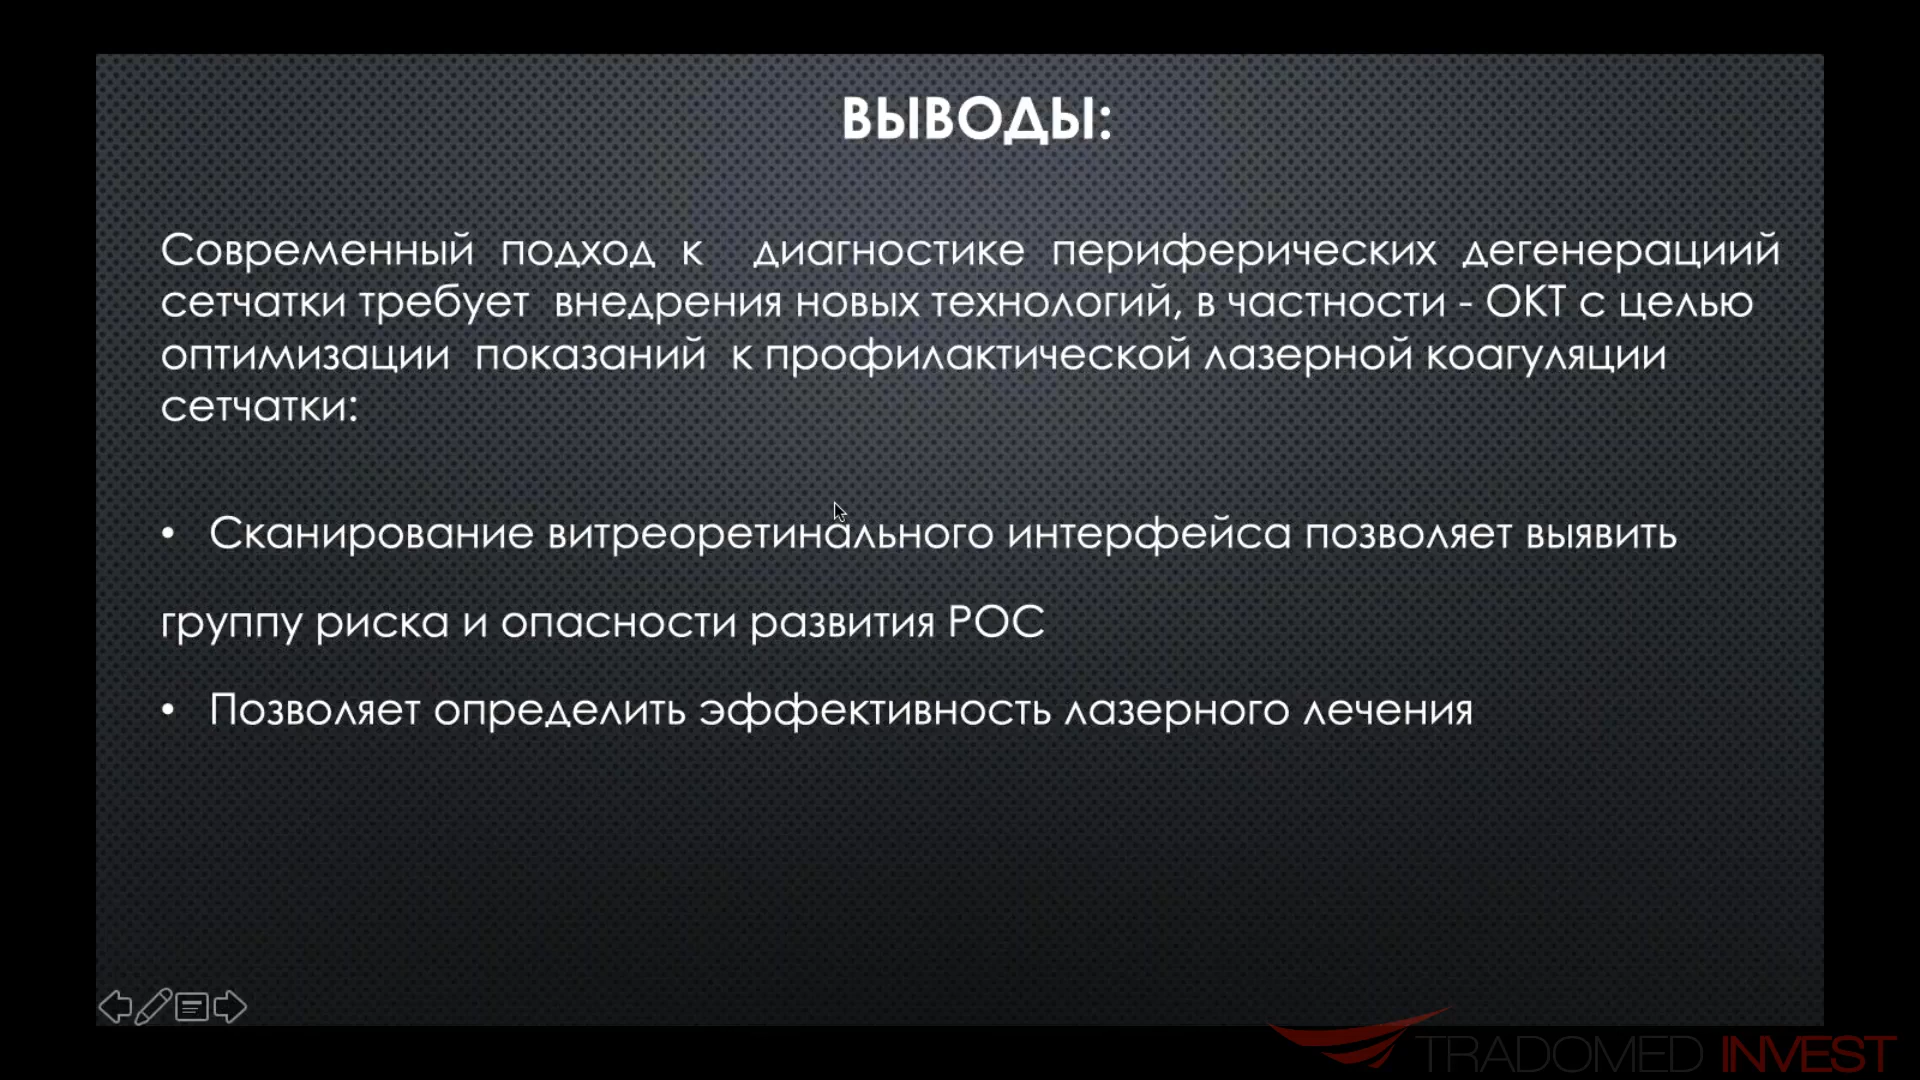 ВЫВОДЫ:
Современный подход к диагностике периферических дегенерациий
сетчатки требует внедрения новых технологий, в частности - ОКТ с целью
оптимизации показаний к профилактической лазерной коагуляции
сетчатки:
• Сканирование витреоретинального интерфейса позволяет выявить
группу риска и опасности развития РОС
• Позволяет определить эффективность лазерного лечения
TRADOMED INVEST